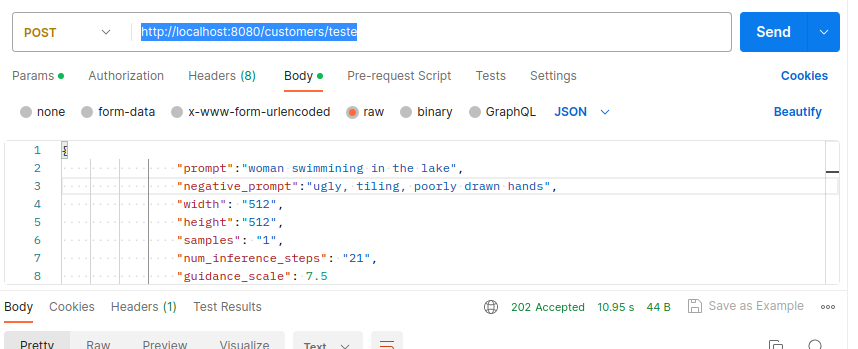 POST http://localhost:8080/customers/teste Send
Params Authorization Headers (8) Body Pre-request Script Tests Settings Cookies
none form-data x-www-form-urlencoded raw binary GraphQL JSON Beautify
1 {
2 "prompt":"woman swimmining in the lake",
3 "negative_prompt":"ugly, tiling, poorly drawn hands",
4 "width": "512",
5 "height":"512",
6 "samples": "1",
7 "num_inference_steps": "21",
8 "guidance_scale": 7.5
Body Cookies Headers (1) Test Results 202 Accepted 10.95 s 44 B Save as Example
Pretty Raw Preview Visualize Text